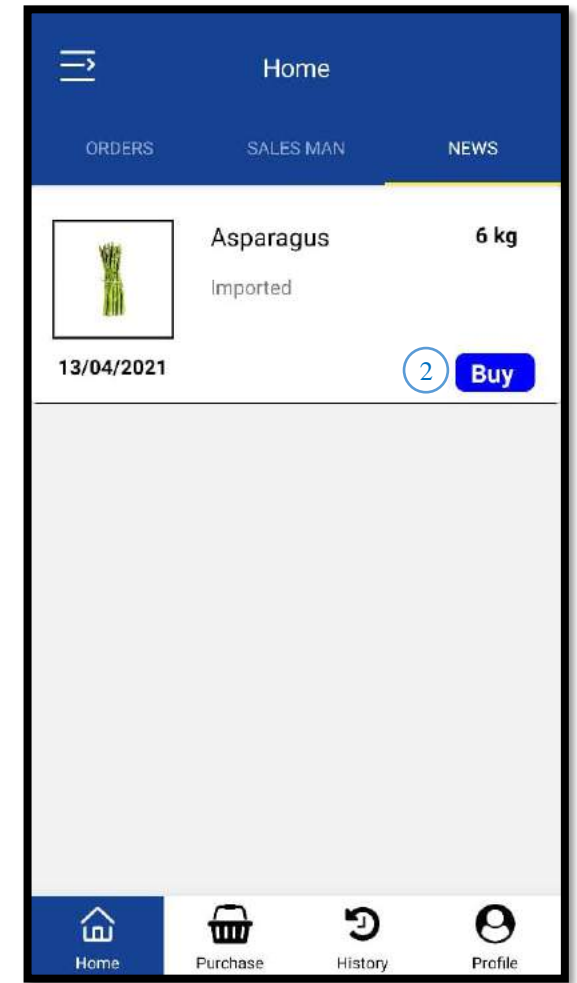 Home
ORDERS SALES MAN NEWS
Asparagus 6 kg
Imported
13/04/2021 2 Buy
Home Purchase History Profile